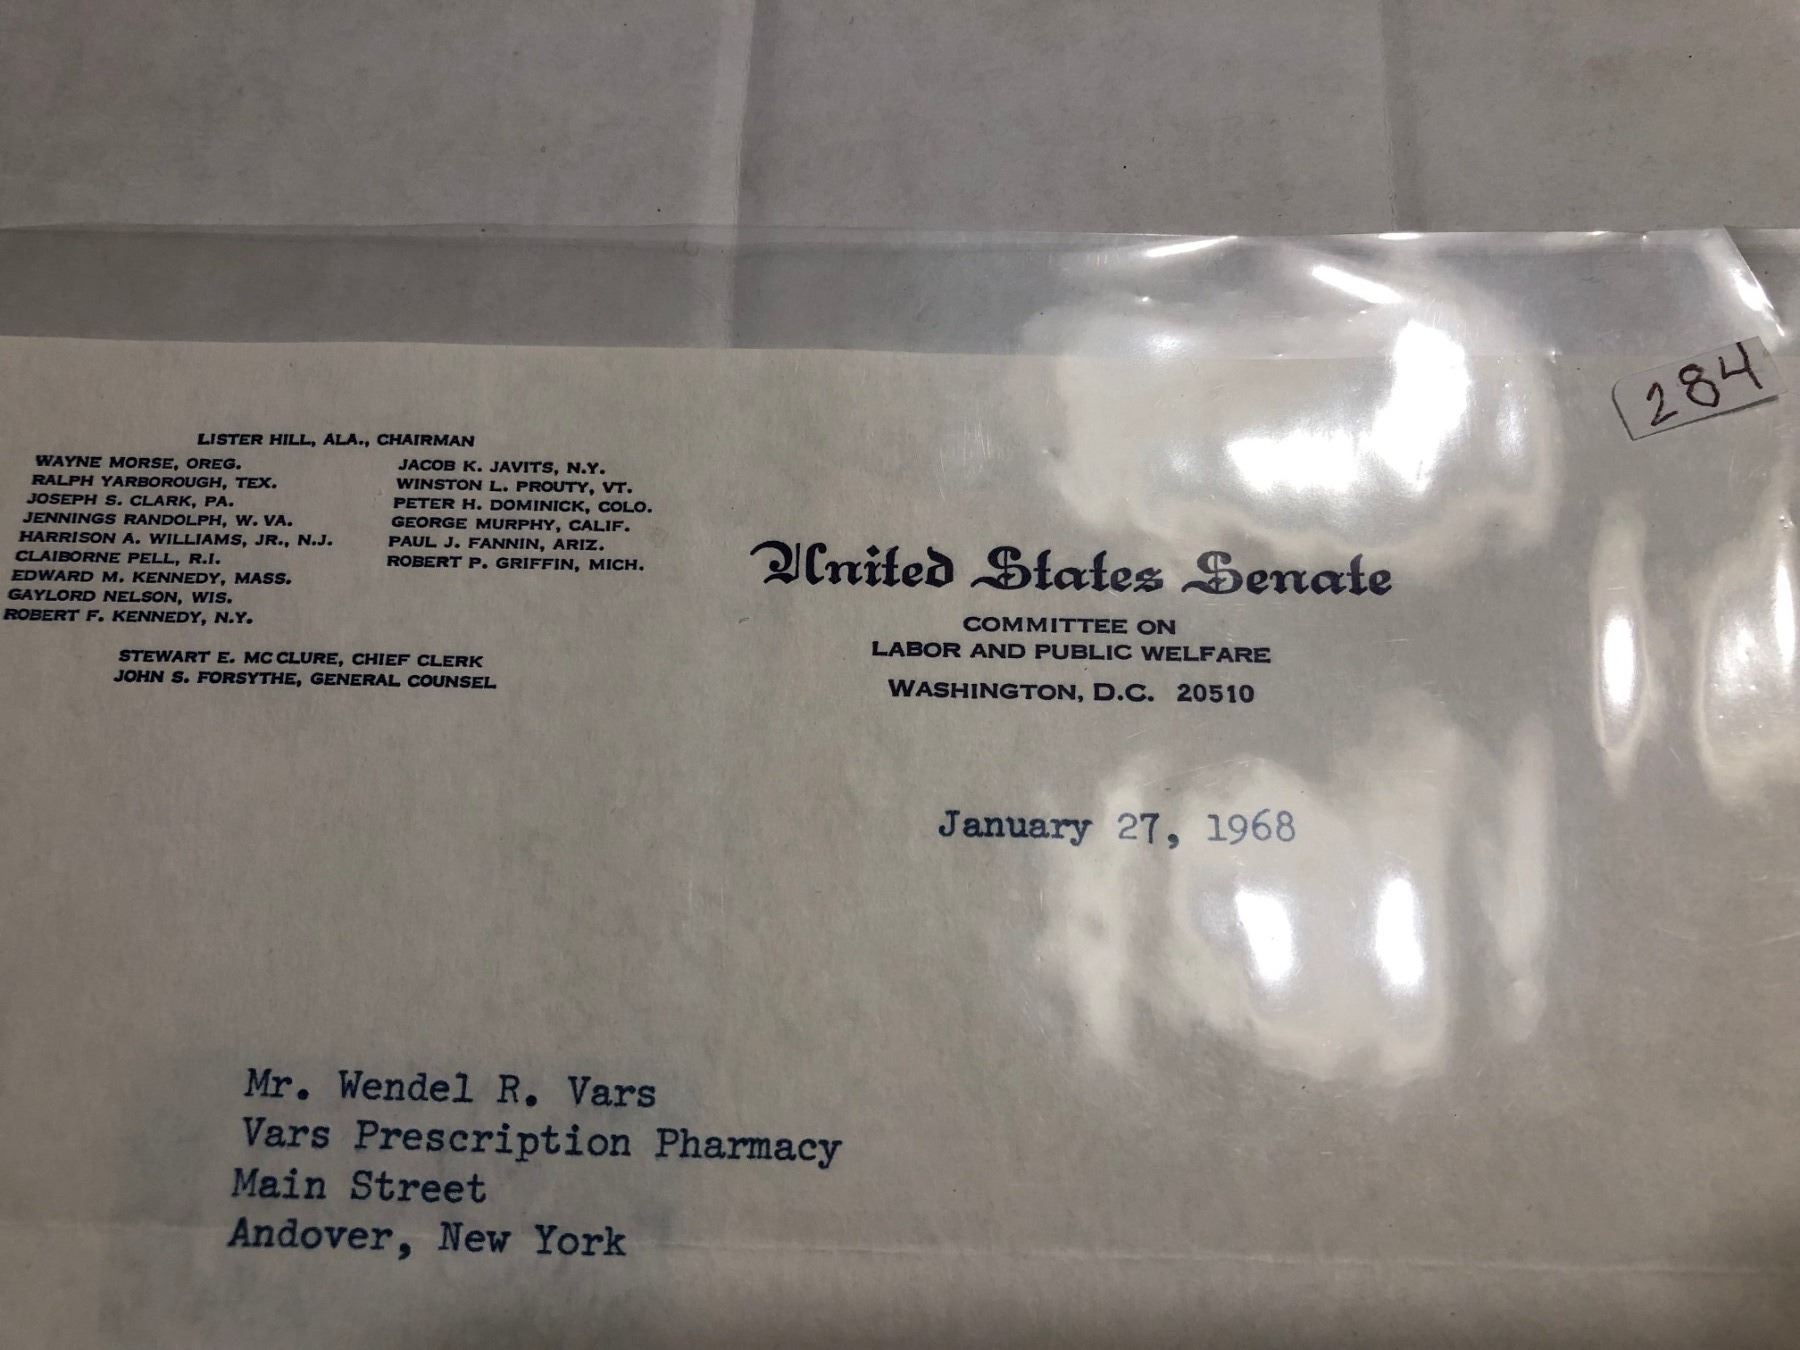 284
LISTER HILL, ALA., CHAIRMAN
WAYNE MORSE, OREG.
RALPH YARBOROUGH, TEX.
JOSEPH S. CLARK, PA.
JENNINGS RANDOLPH, W. VA.
HARRISON A. WILLIAMS, JR., N.J.
CLAIBORNE PELL, R.I.
EDWARD M. KENNEDY, MASS.
GAYLORD NELSON, WIS.
ROBERT F. KENNEDY, N.Y.
JACOB K. JAVITS, N.Y.
WINSTON L. PROUTY, VT.
PETER H. DOMINICK, COLO.
GEORGE MURPHY, CALIF.
PAUL J. FANNIN, ARIZ.
ROBERT P. GRIFFIN, MICH.
STEWART E. MC CLURE, CHIEF CLERK
JOHN S. FORSYTHE, GENERAL COUNSEL
United States Senate
COMMITTEE ON
LABOR AND PUBLIC WELFARE
WASHINGTON, D.C. 20510
January 27, 1968
Mr. Wendel R. Vars
Vars Prescription Pharmacy
Main Street
Andover, New York